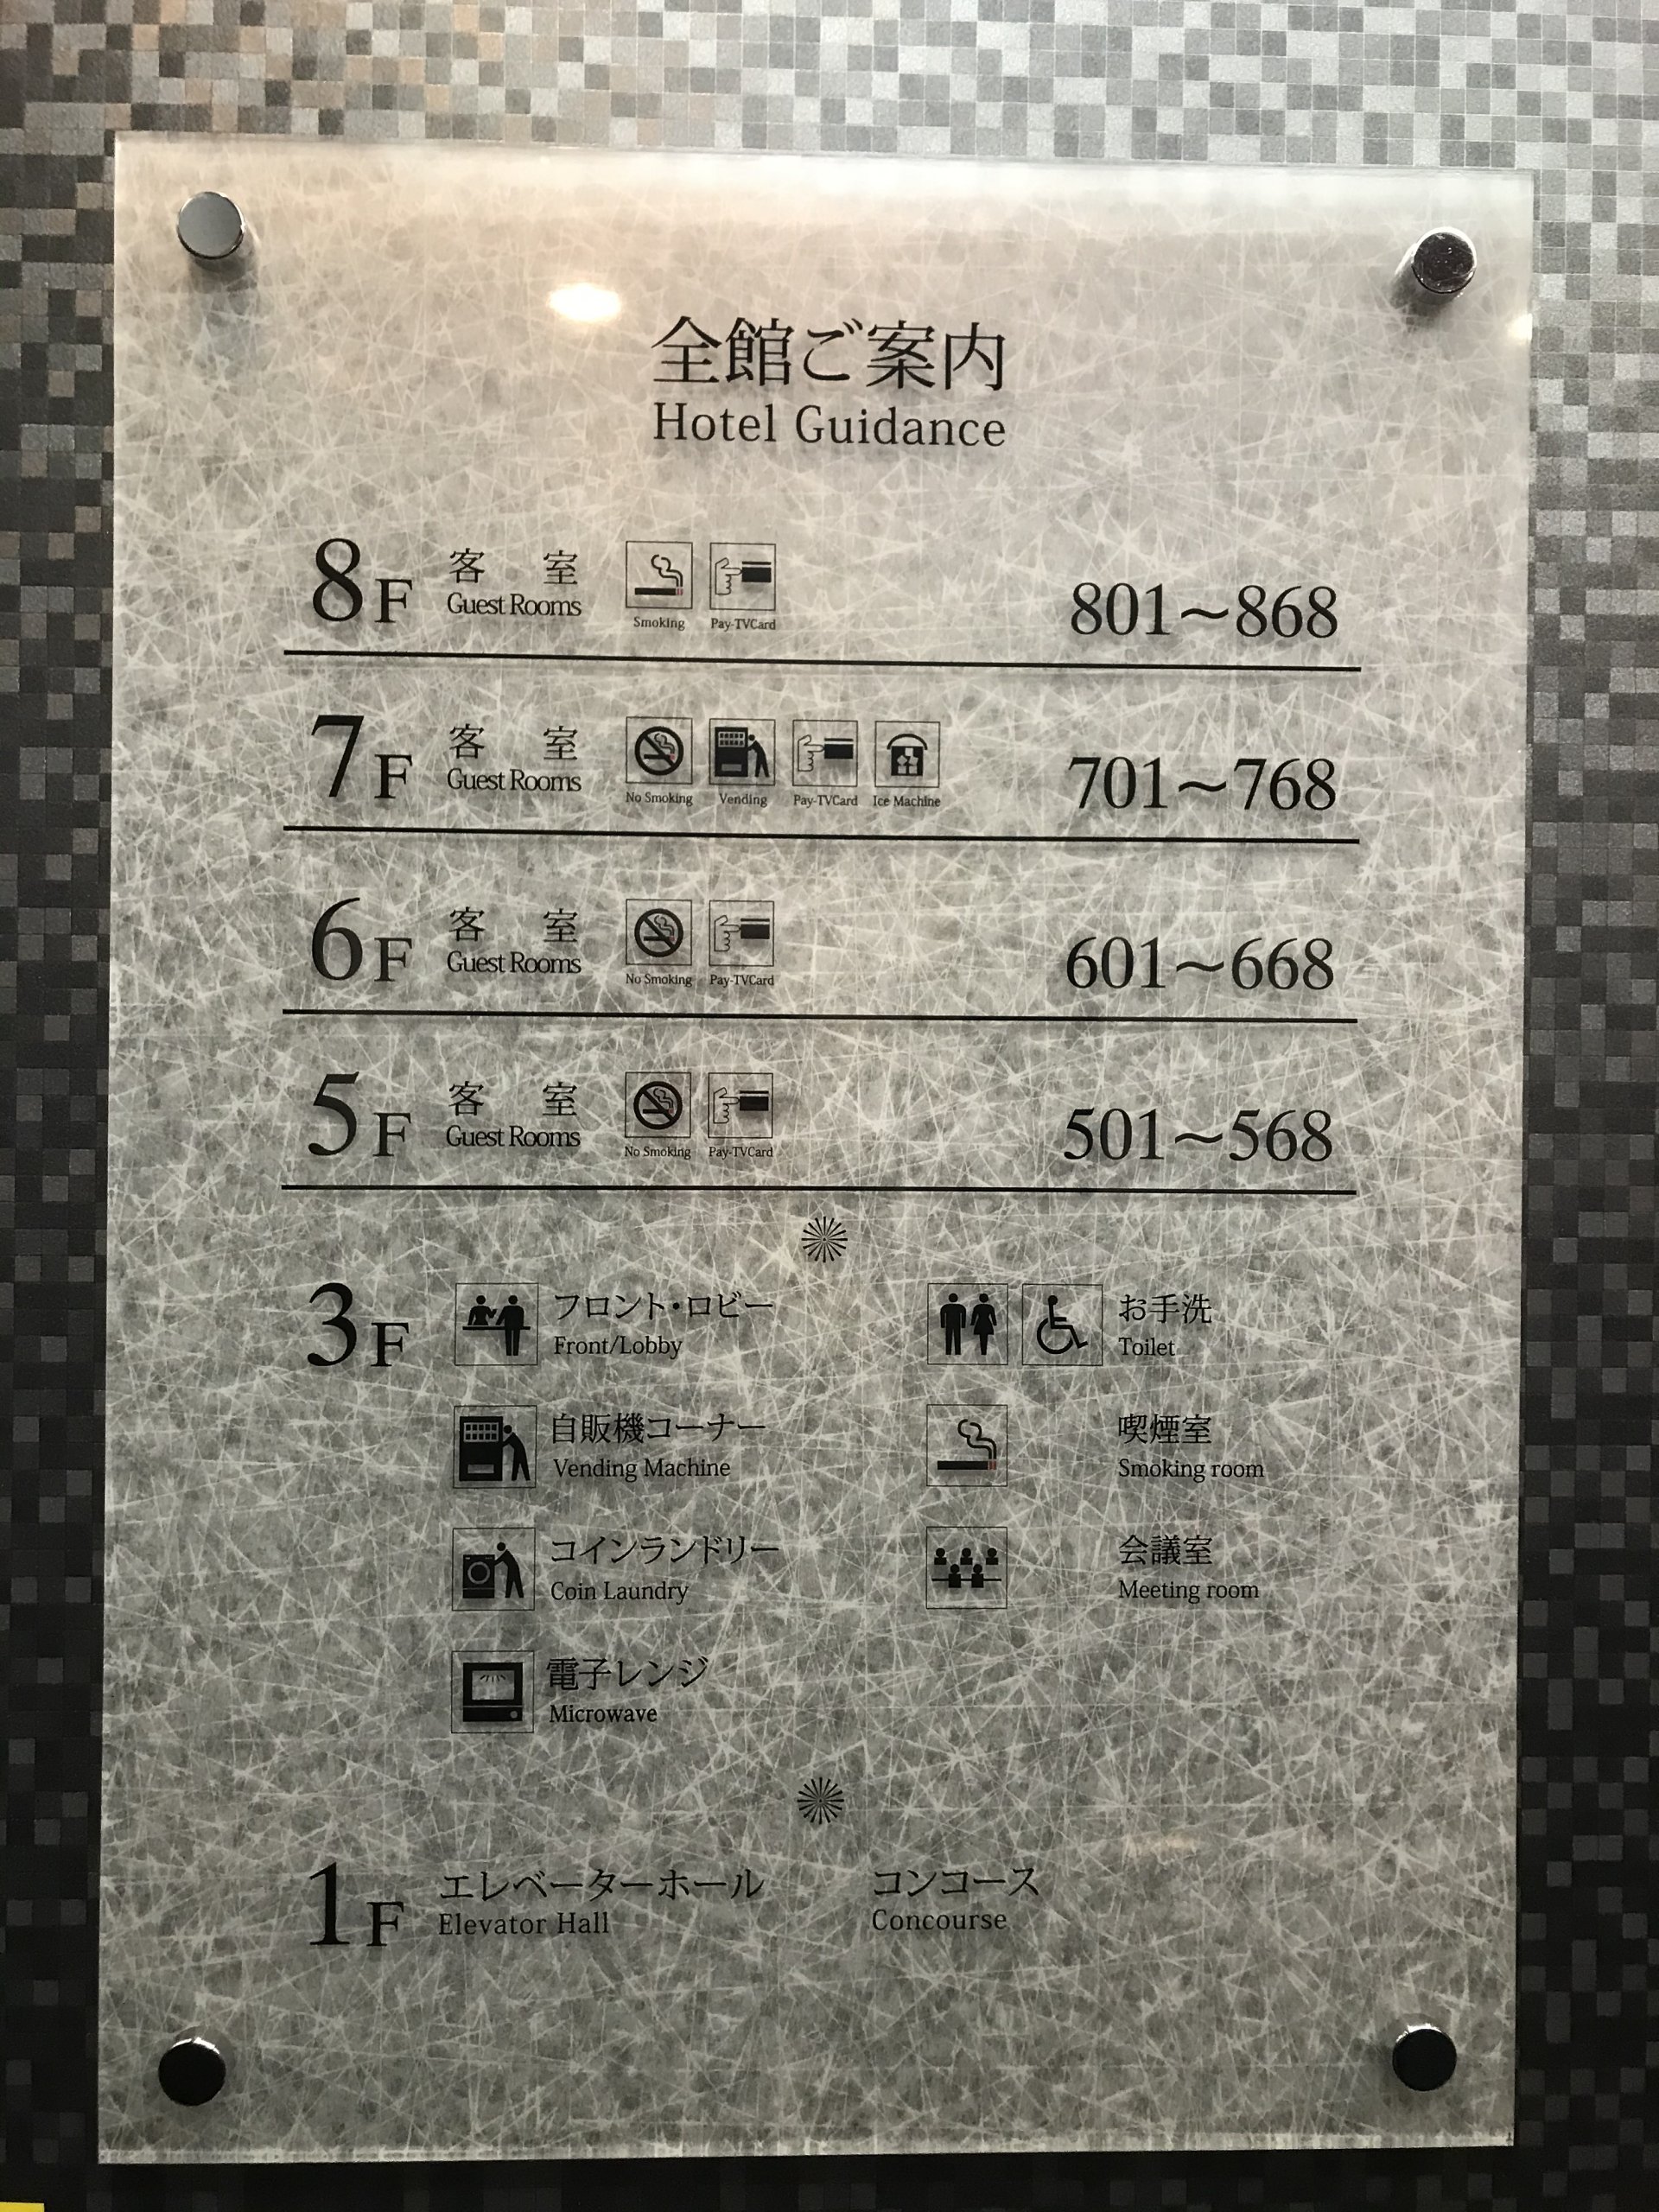 全館ご案内
Hotel Guidance
8F 客室 801～868
Guest Rooms
Smoking Pay-TVCard
7F 客室 701～768
Guest Rooms
No Smoking Vending Pay-TVCard Ice Machine
6F 客室 601～668
Guest Rooms
No Smoking Pay-TVCard
5F 客室 501～568
Guest Rooms
No Smoking Pay-TVCard
3F フロント・ロビー お手洗
Front/Lobby Toilet
自販機コーナー 喫煙室
Vending Machine Smoking room
コインランドリー 会議室
Coin Laundry Meeting room
電子レンジ
Microwave
1F エレベーターホール コンコース
Elevator Hall Concourse